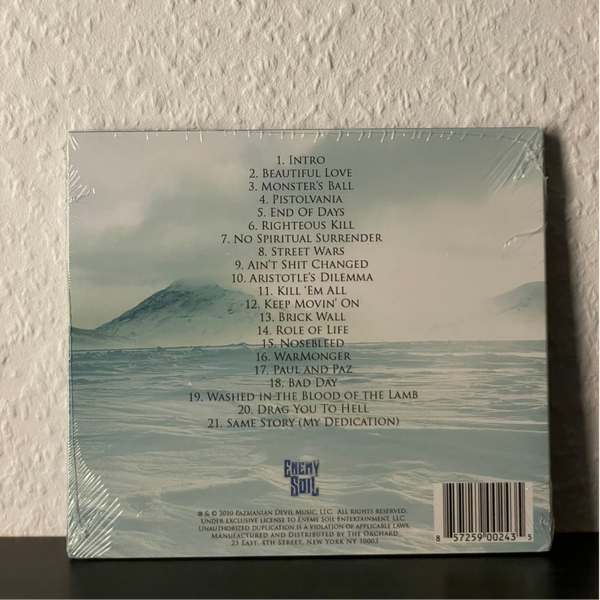 1. Intro
2. Beautiful Love
3. Monster's Ball
4. Pistolvania
5. End Of Days
6. Righteous Kill
7. No Spiritual Surrender
8. Street Wars
9. Ain't Shit Changed
10. Aristotle's Dilemma
11. Kill 'Em All
12. Keep Movin' On
13. Brick Wall
14. Role of Life
15. Nosebleed
16. WarMonger
17. Paul and Paz
18. Bad Day
19. Washed in the Blood of the Lamb
20. Drag You To Hell
21. Same Story (My Dedication)
ENEMY
SOIL
℗ & © 2010 Pazmanian Devil Music, LLC. All rights reserved.
Under exclusive license to Enemy Soil Entertainment, LLC.
Unauthorized duplication is a violation of applicable laws.
Manufactured and Distributed by The Orchard
23 East. 4th Street, New York NY 10003
8 57259 00243 5